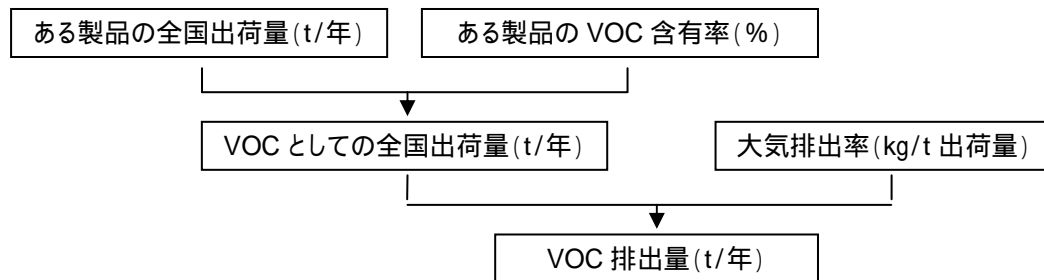 ある製品の全国出荷量(t/年)
ある製品の VOC 含有率(%)
VOC としての全国出荷量(t/年)
大気排出率(kg/t 出荷量)
VOC 排出量(t/年)